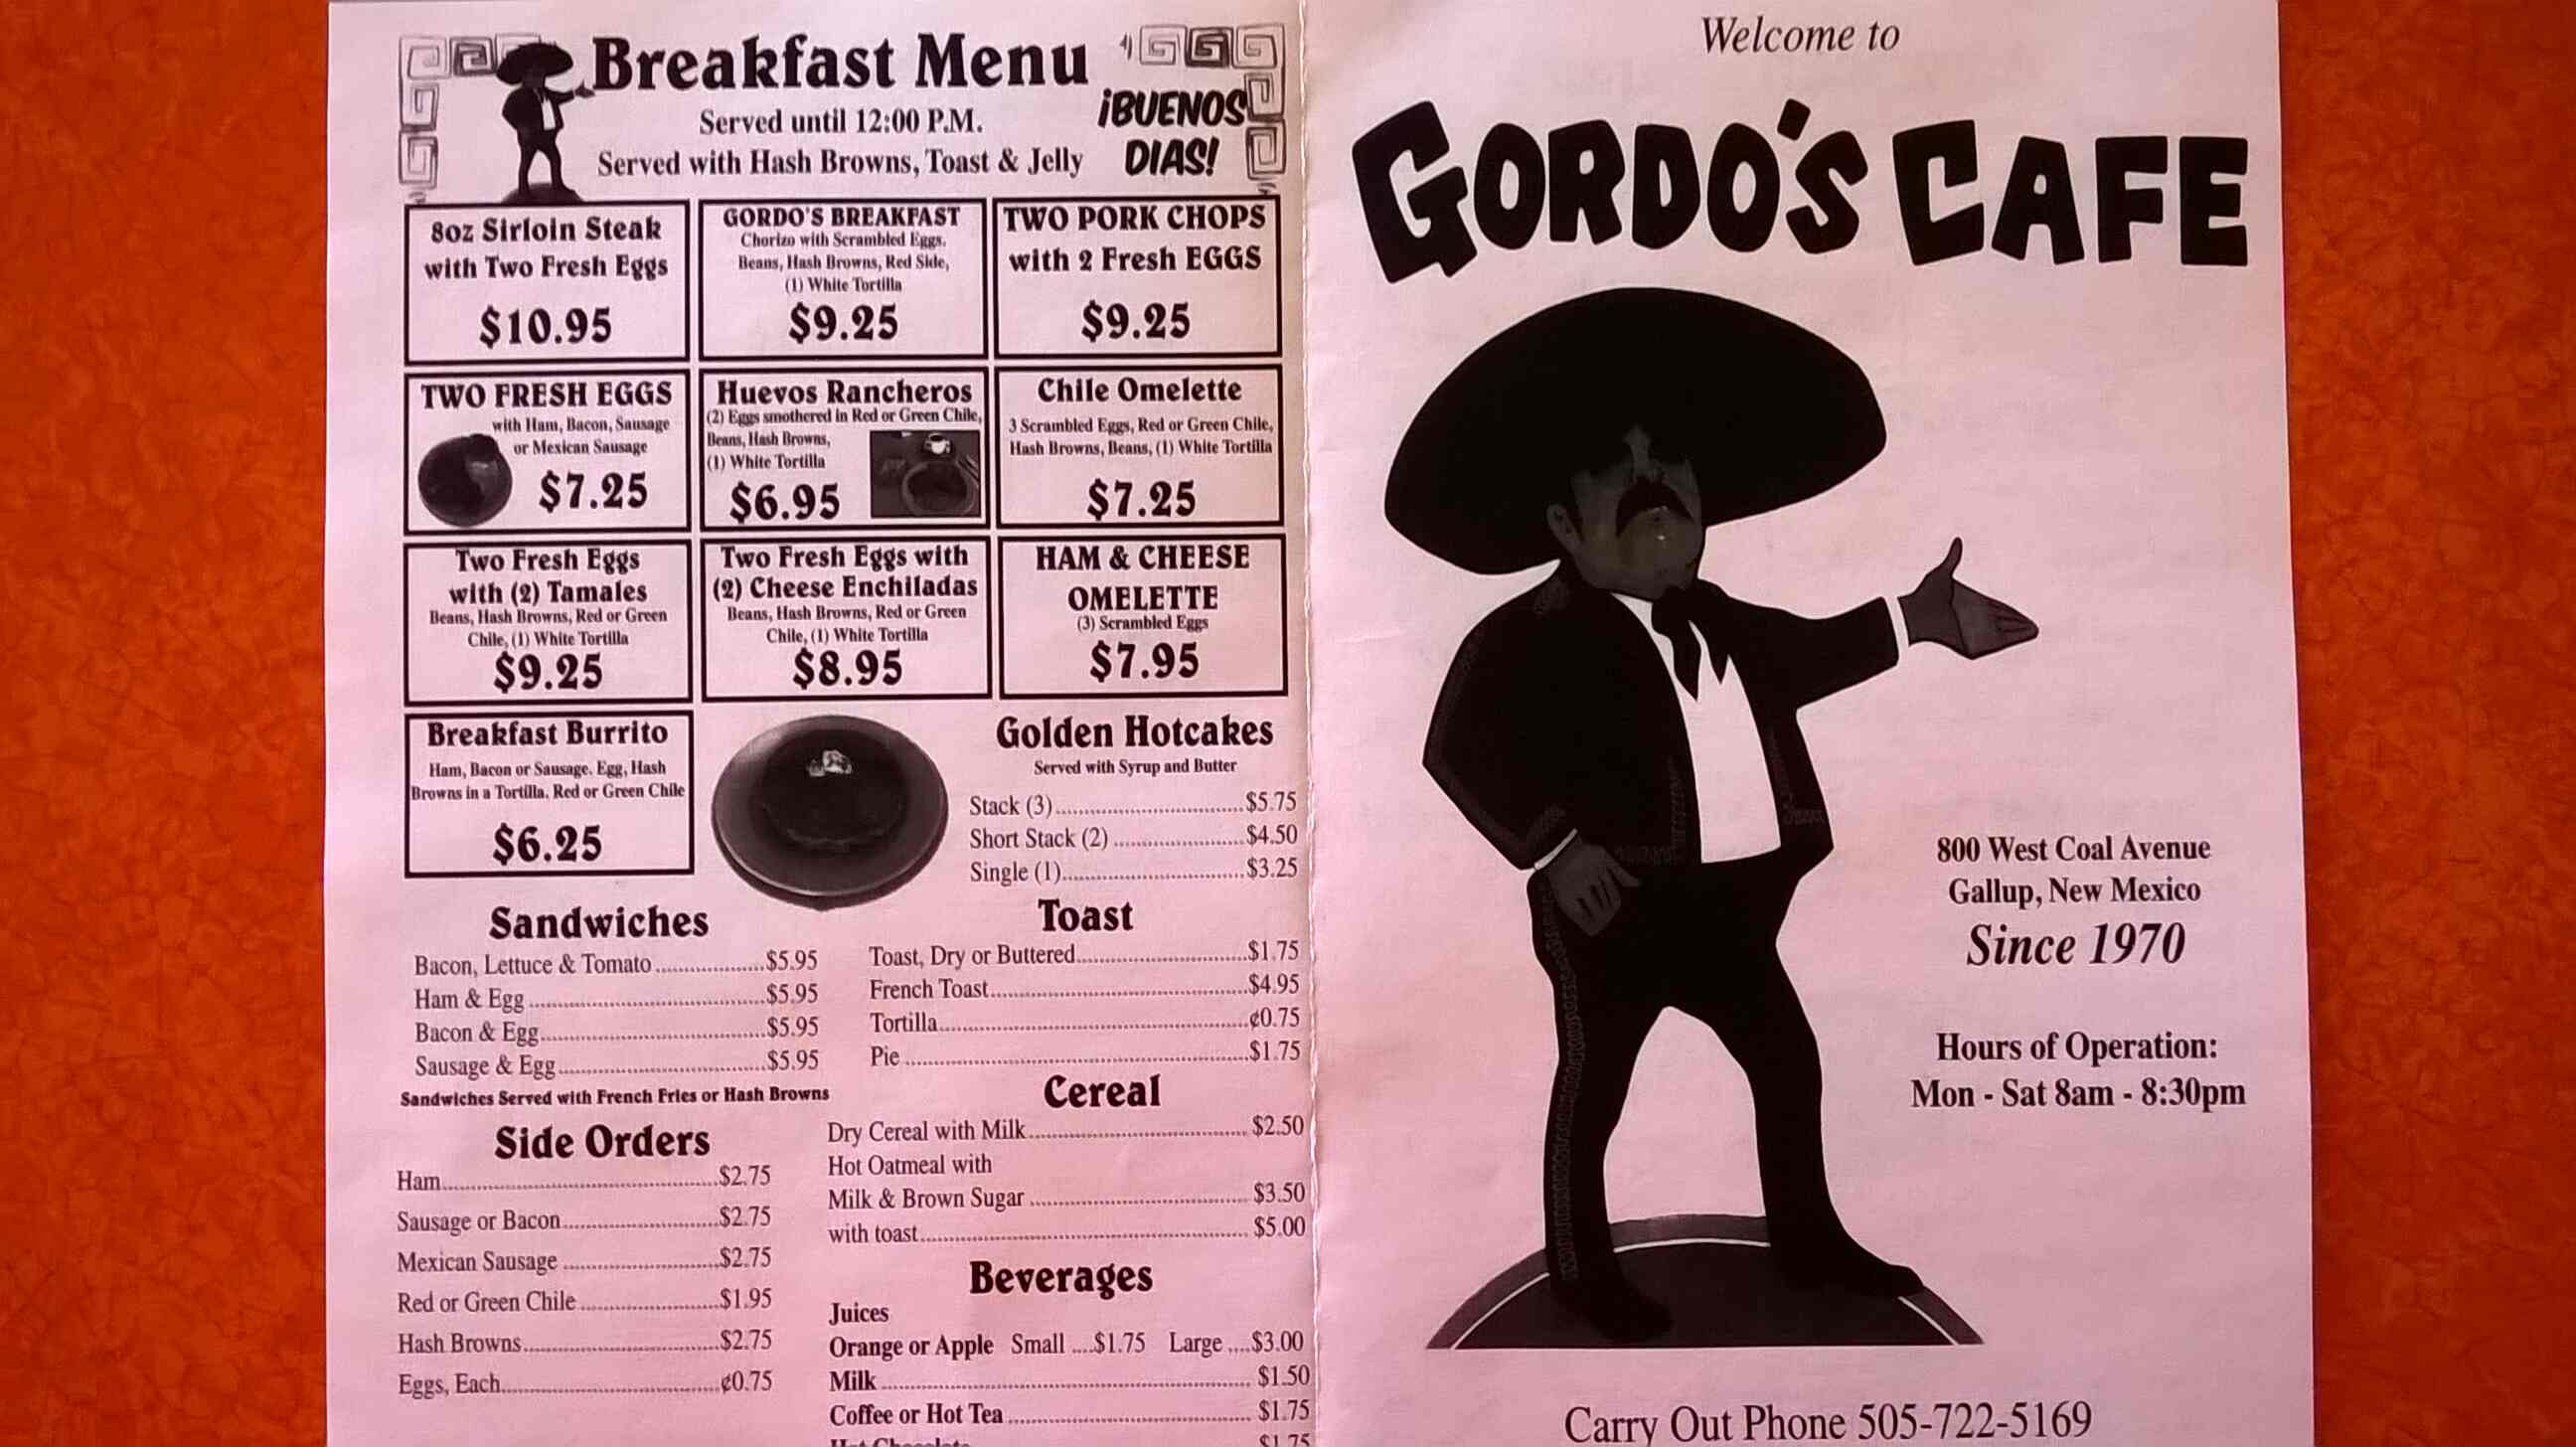 Breakfast Menu
Served until 12:00 P.M.
Served with Hash Browns, Toast & Jelly
¡BUENOS
DIAS!
8oz Sirloin Steak
with Two Fresh Eggs
$10.95
GORDO'S BREAKFAST
Chorizo with Scrambled Eggs.
Beans, Hash Browns, Red Side,
(1) White Tortilla
$9.25
TWO PORK CHOPS
with 2 Fresh EGGS
$9.25
TWO FRESH EGGS
with Ham, Bacon, Sausage
or Mexican Sausage
$7.25
Huevos Rancheros
(2) Eggs smothered in Red or Green Chile,
Beans, Hash Browns,
(1) White Tortilla
$6.95
Chile Omelette
3 Scrambled Eggs, Red or Green Chile,
Hash Browns, Beans, (1) White Tortilla
$7.25
Two Fresh Eggs
with (2) Tamales
Beans, Hash Browns, Red or Green
Chile, (1) White Tortilla
$9.25
Two Fresh Eggs with
(2) Cheese Enchiladas
Beans, Hash Browns, Red or Green
Chile, (1) White Tortilla
$8.95
HAM & CHEESE
OMELETTE
(3) Scrambled Eggs
$7.95
Breakfast Burrito
Ham, Bacon or Sausage. Egg, Hash
Browns in a Tortilla. Red or Green Chile
$6.25
Golden Hotcakes
Served with Syrup and Butter
Stack (3)..............................$5.75
Short Stack (2) .....................$4.50
Single (1)..............................$3.25
Sandwiches
Bacon, Lettuce & Tomato ..................$5.95
Ham & Egg .......................................$5.95
Bacon & Egg.....................................$5.95
Sausage & Egg..................................$5.95
Sandwiches Served with French Fries or Hash Browns
Toast
Toast, Dry or Buttered............................$1.75
French Toast...........................................$4.95
Tortilla...................................................¢0.75
Pie .........................................................$1.75
Side Orders
Ham..............................................$2.75
Sausage or Bacon..........................$2.75
Mexican Sausage ..........................$2.75
Red or Green Chile .......................$1.95
Hash Browns.................................$2.75
Eggs, Each....................................¢0.75
Cereal
Dry Cereal with Milk.................................... $2.50
Hot Oatmeal with
Milk & Brown Sugar .................................... $3.50
with toast...................................................... $5.00
Beverages
Juices
Orange or Apple Small ....$1.75 Large ....$3.00
Milk ............................................................. $1.50
Coffee or Hot Tea ........................................ $1.75
Hot Chocolate $1.75
Welcome to
GORDO'S CAFE
800 West Coal Avenue
Gallup, New Mexico
Since 1970
Hours of Operation:
Mon - Sat 8am - 8:30pm
Carry Out Phone 505-722-5169